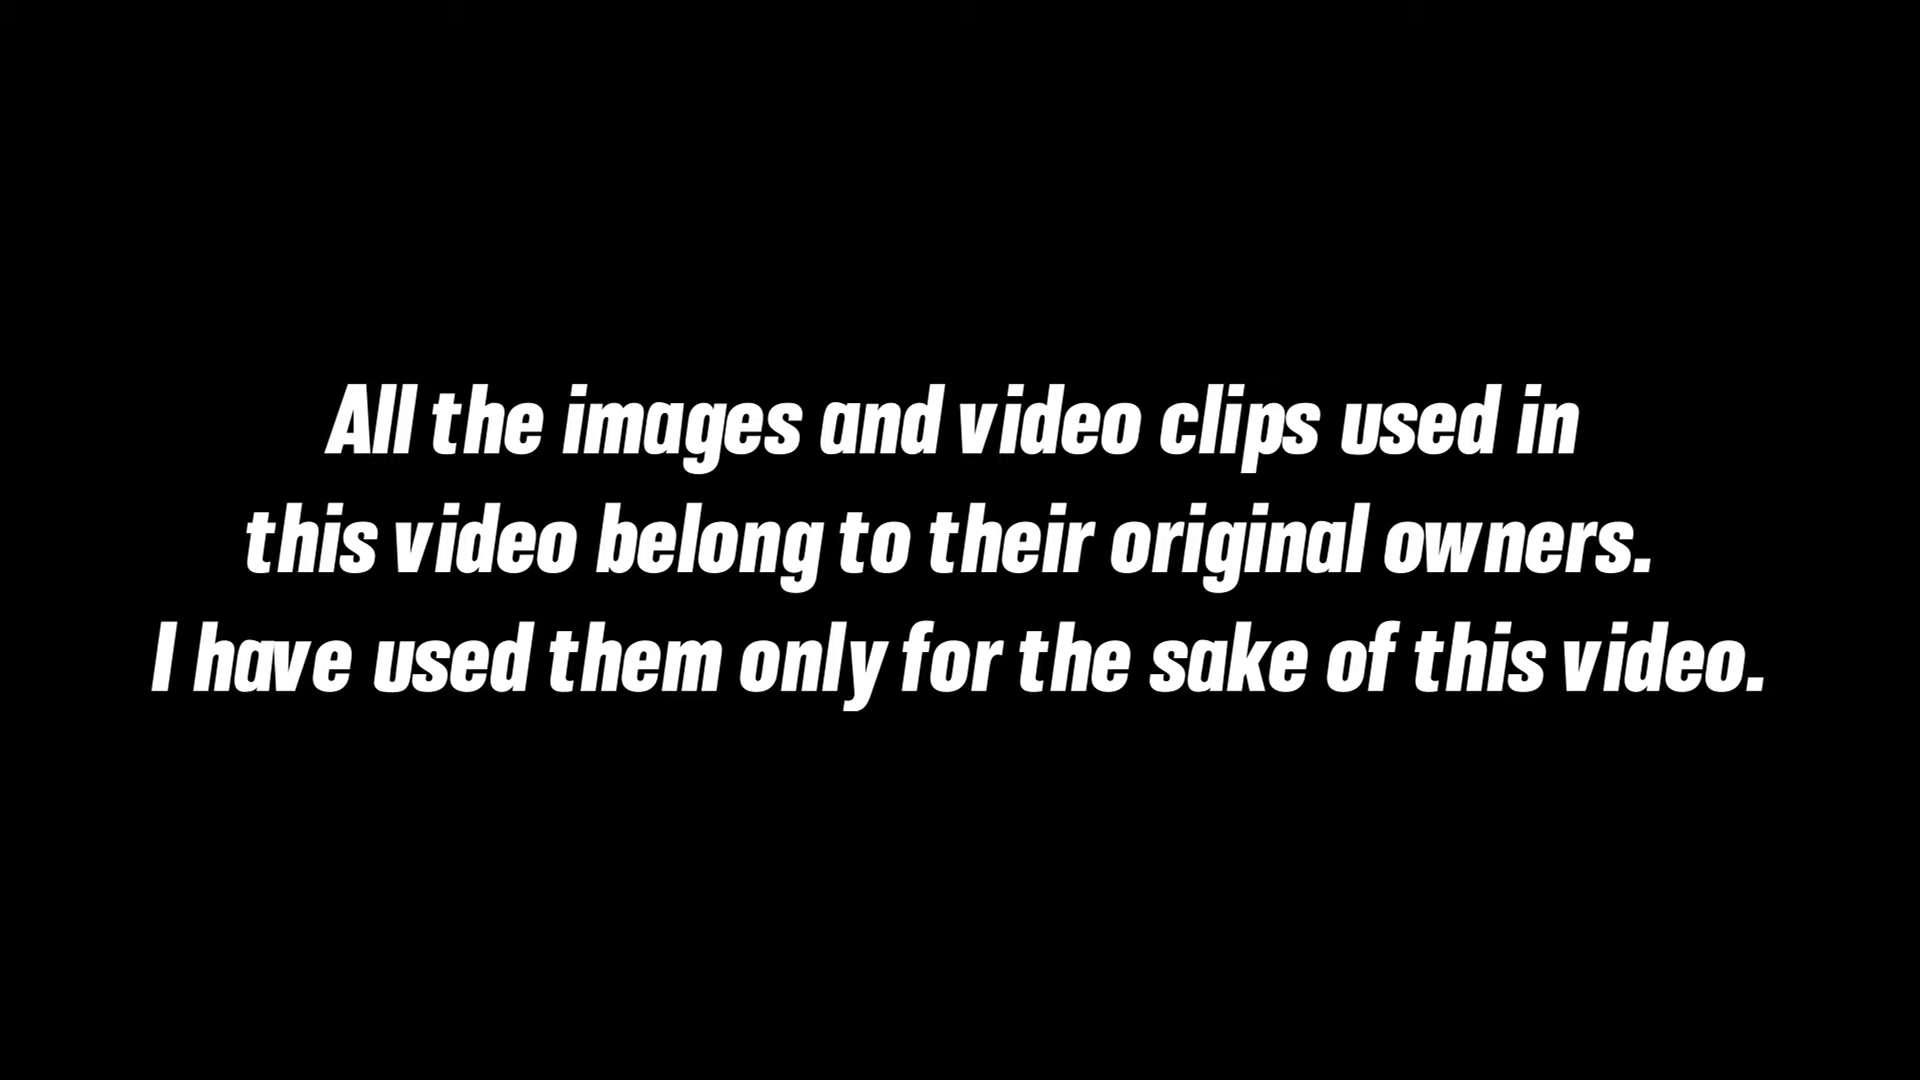 All the images and video clips used in
this video belong to their original owners.
I have used them only for the sake of this video.